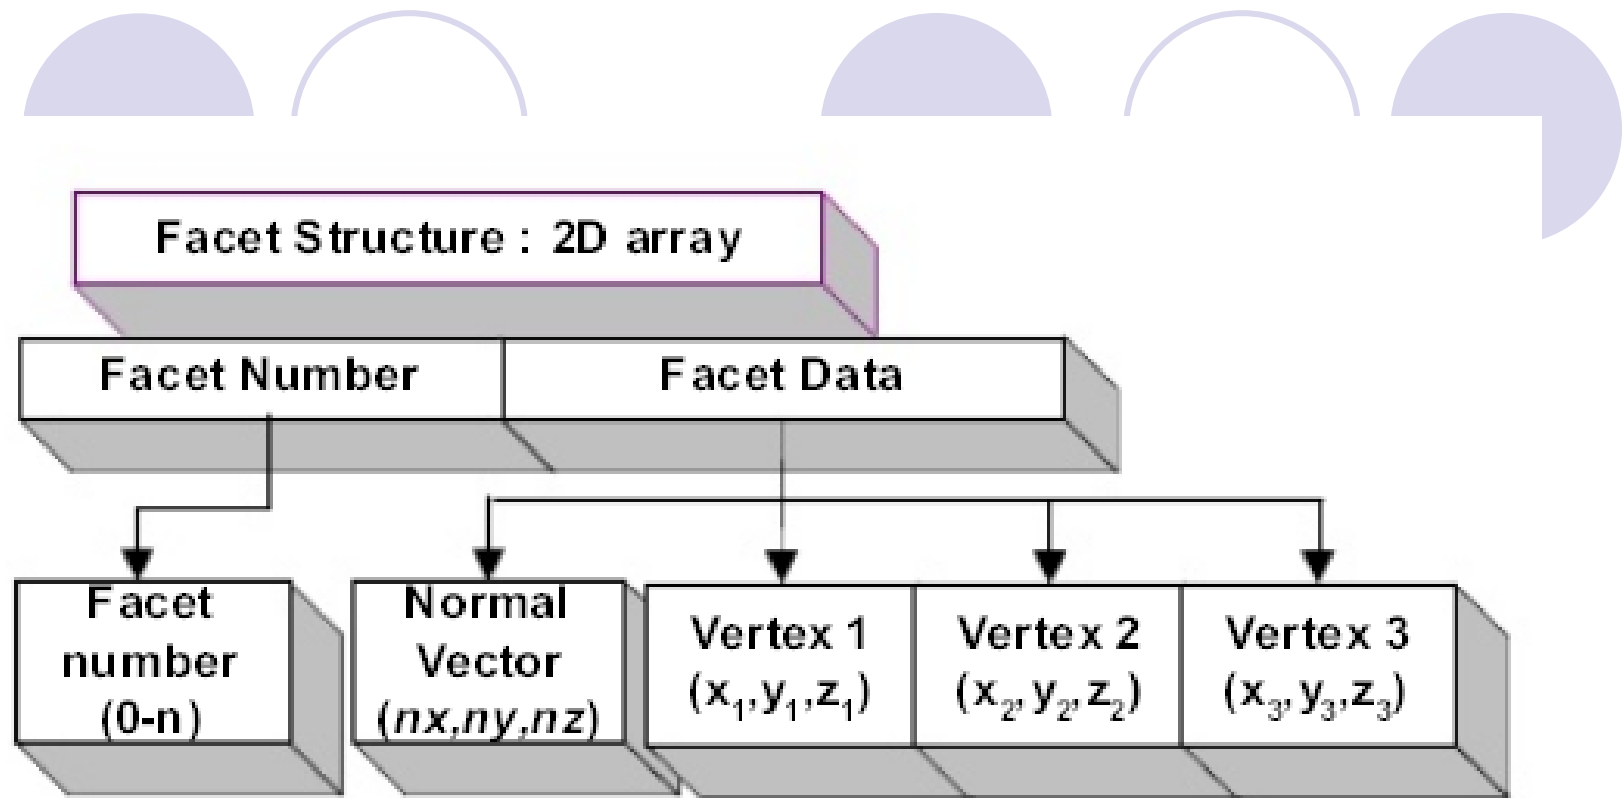 Facet Structure : 2D array
Facet Number
Facet Data
Facet
number
(0-n)
Normal
Vector
(nx,ny,nz)
Vertex 1
(x₁,y₁,z₁)
Vertex 2
(x₂,y₂,z₂)
Vertex 3
(x₃,y₃,z₃)